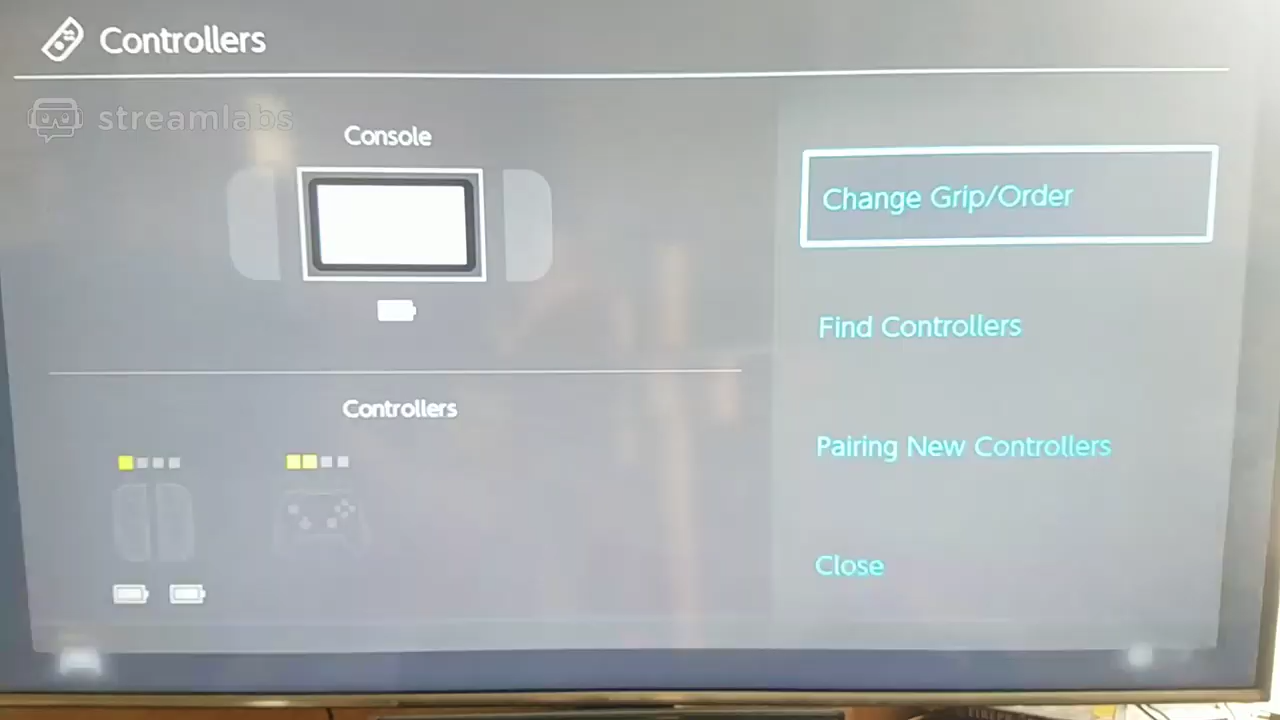 Controllers
streamlabs
Console
Change Grip/Order
Find Controllers
Controllers
Pairing New Controllers
Close